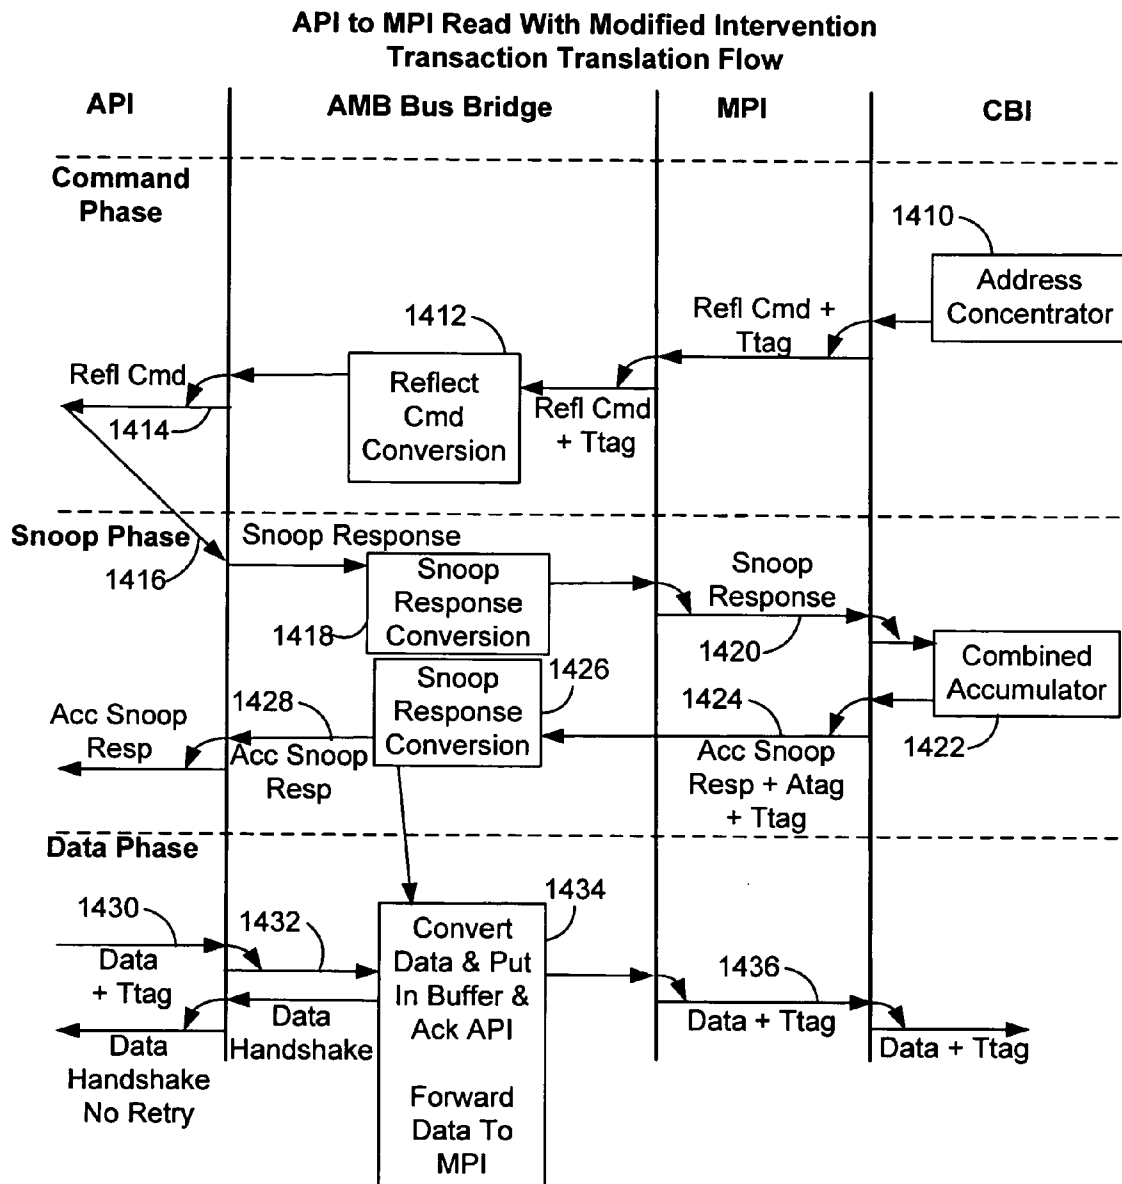 API to MPI Read With Modified Intervention
Transaction Translation Flow
API
AMB Bus Bridge
MPI
CBI
Command
Phase
1410
Address
Concentrator
Refl Cmd +
Ttag
1412
Reflect
Cmd
Conversion
Refl Cmd
+ Ttag
Refl Cmd
1414
Snoop Phase
1416
Snoop Response
Snoop
Response
Conversion
1418
Snoop
Response
1420
Combined
Accumulator
1422
1424
Acc Snoop
Resp + Atag
+ Ttag
1426
Snoop
Response
Conversion
1428
Acc Snoop
Resp
Acc Snoop
Resp
Data Phase
1430
Data
+ Ttag
1432
1434
Convert
Data & Put
In Buffer &
Ack API
Forward
Data To
MPI
Data
Handshake
Data
Handshake
No Retry
1436
Data + Ttag
Data + Ttag